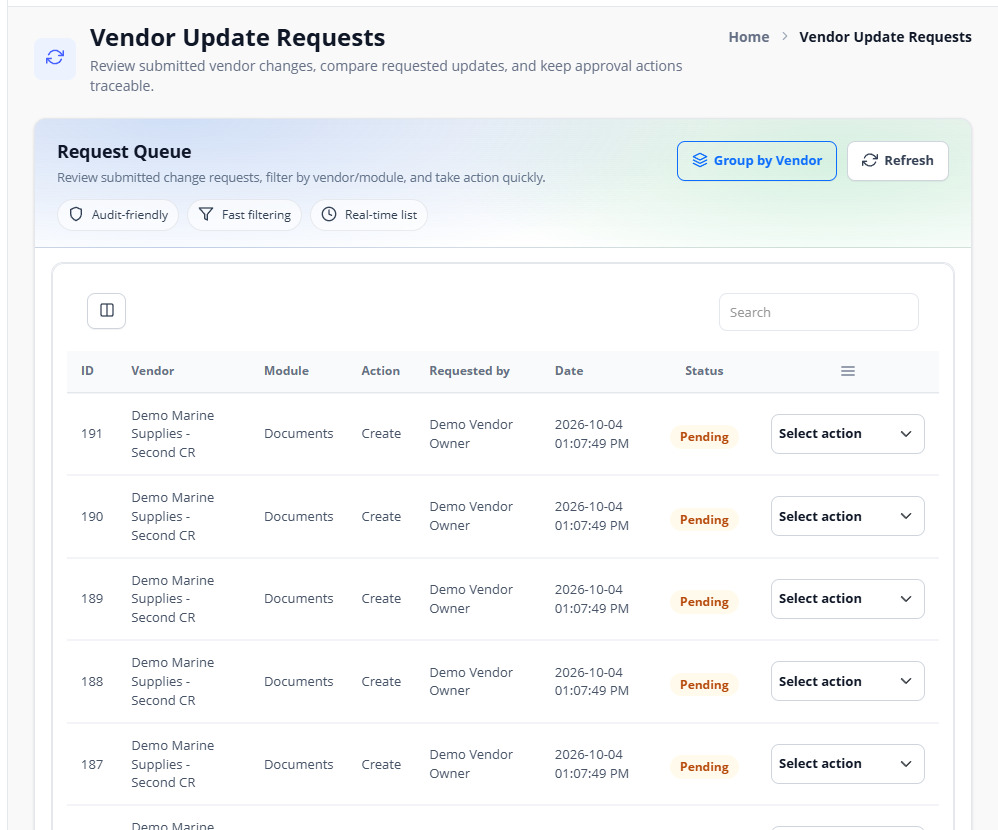 Vendor Update Requests
Home > Vendor Update Requests
Review submitted vendor changes, compare requested updates, and keep approval actions
traceable.
Request Queue
Group by Vendor
Refresh
Review submitted change requests, filter by vendor/module, and take action quickly.
Audit-friendly
Fast filtering
Real-time list
Search
ID Vendor Module Action Requested by Date Status
191
Demo Marine
Supplies -
Second CR
Documents
Create
Demo Vendor
Owner
2026-10-04
01:07:49 PM
Pending
Select action
190
Demo Marine
Supplies -
Second CR
Documents
Create
Demo Vendor
Owner
2026-10-04
01:07:49 PM
Pending
Select action
189
Demo Marine
Supplies -
Second CR
Documents
Create
Demo Vendor
Owner
2026-10-04
01:07:49 PM
Pending
Select action
188
Demo Marine
Supplies -
Second CR
Documents
Create
Demo Vendor
Owner
2026-10-04
01:07:49 PM
Pending
Select action
187
Demo Marine
Supplies -
Second CR
Documents
Create
Demo Vendor
Owner
2026-10-04
01:07:49 PM
Pending
Select action
Demo Marine